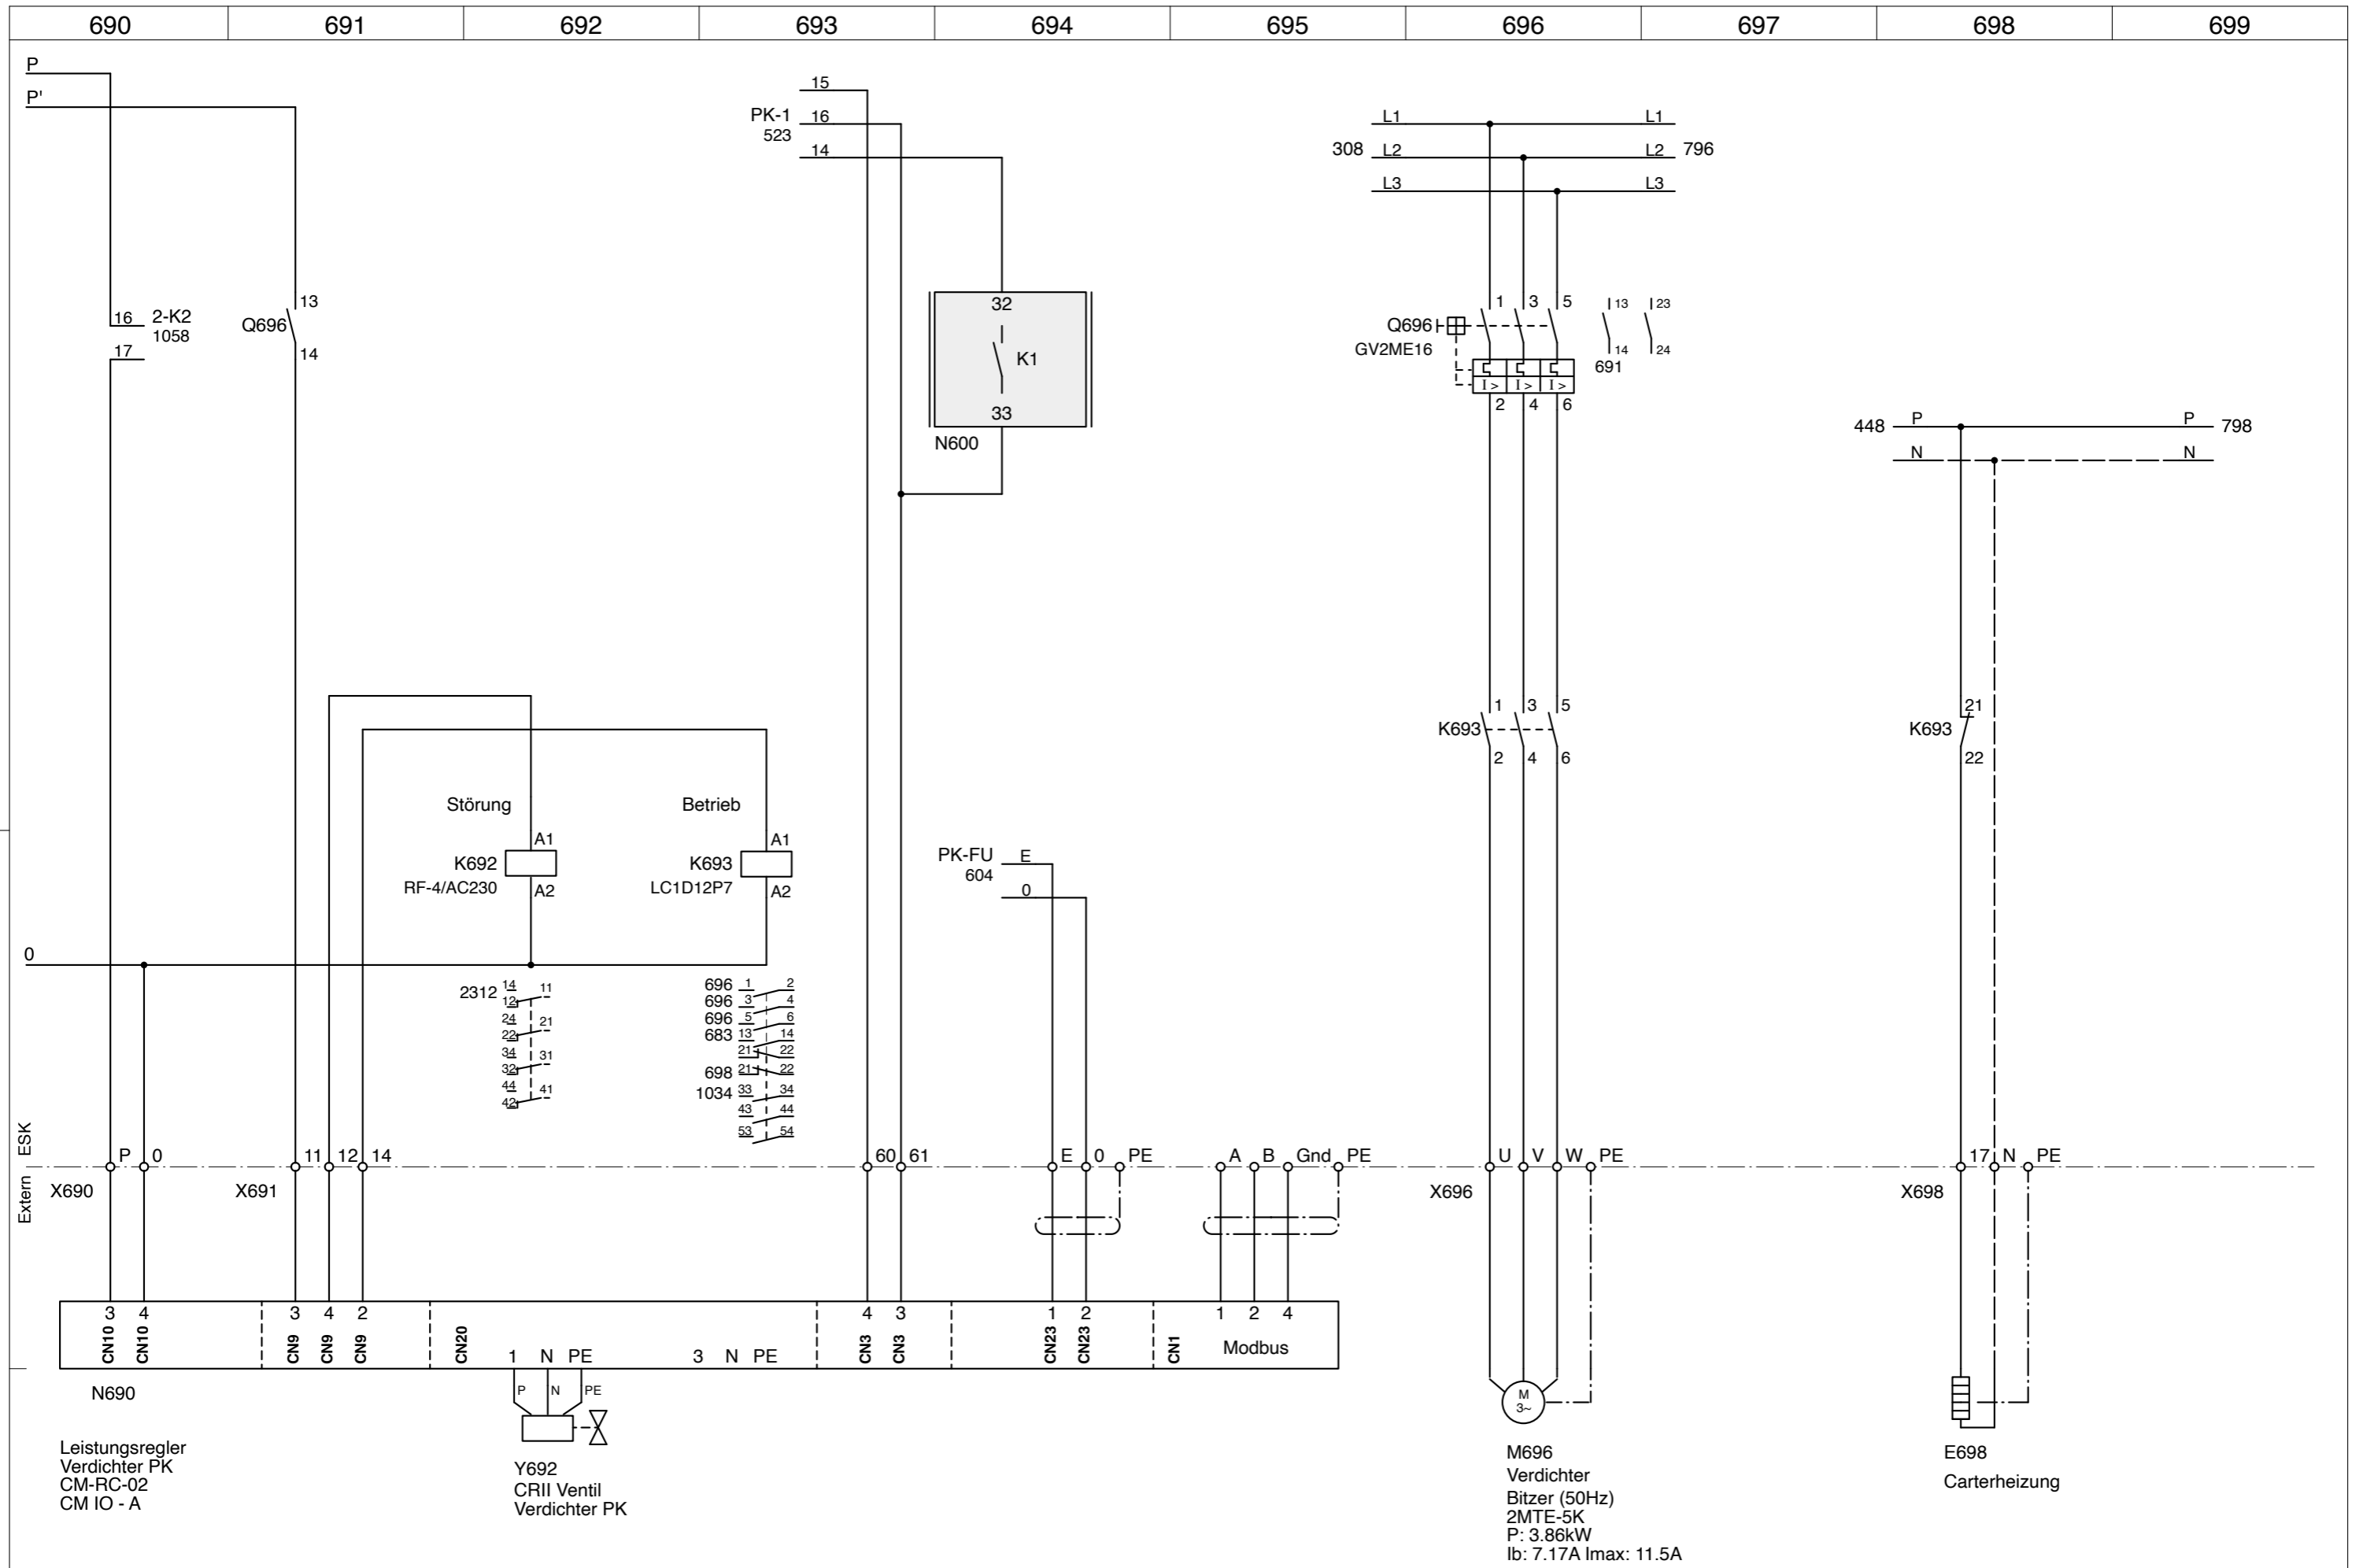 690 691 692 693 694 695 696 697 698 699
P
P'
15
PK-1 16
523
14
L1 L1
308 L2 L2 796
L3 L3
16 2-K2
1058
17
13
Q696
14
32
K1
33
N600
1 3 5 13 23
Q696
GV2ME16
14 24
691
I > I > I >
2 4 6
448 P P 798
N N
1 3 5
K693
2 4 6
21
K693
22
Störung Betrieb
A1 A1
K692 K693
RF-4/AC230 LC1D12P7
A2 A2
PK-FU E
604
0
0
2312 14 11
12
24 21
22
34 31
32
44 41
42
696 1 2
696 3 4
696 5 6
683 13 14
21 22
698 21 22
1034 33 34
43 44
53 54
ESK
Extern
P 0 11 12 14 60 61 E 0 PE A B Gnd PE U V W PE 17 N PE
X690 X691 X696 X698
3 4 3 4 2 4 3 1 2 1 2 4
CN10 CN10 CN9 CN9 CN9 CN20 CN3 CN3 CN23 CN23 CN1 Modbus
1 N PE 3 N PE
N690
P N PE
Leistungsregler
Verdichter PK
CM-RC-02
CM IO - A
Y692
CRII Ventil
Verdichter PK
M
3~
M696
Verdichter
Bitzer (50Hz)
2MTE-5K
P: 3.86kW
Ib: 7.17A Imax: 11.5A
E698
Carterheizung